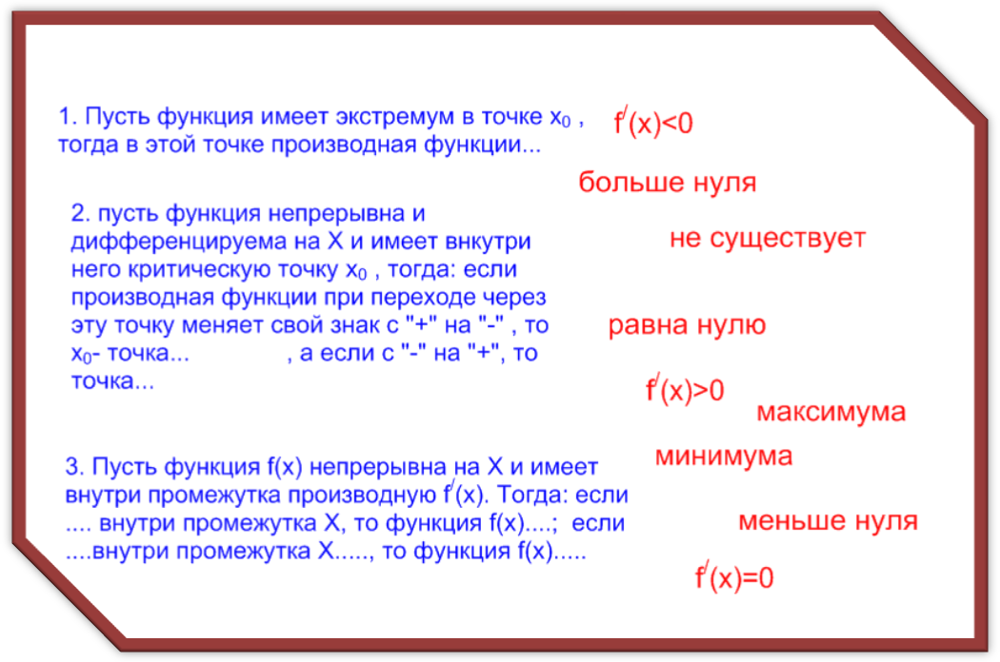 1. Пусть функция имеет экстремум в точке x₀ ,
тогда в этой точке производная функции...
2. пусть функция непрерывна и
дифференцируема на X и имеет внкутри
него критическую точку x₀ , тогда: если
производная функции при переходе через
эту точку меняет свой знак с "+" на "-" , то
x₀- точка... , а если с "-" на "+", то
точка...
3. Пусть функция f(x) непрерывна на X и имеет
внутри промежутка производную f′(x). Тогда: если
.... внутри промежутка X, то функция f(x)....; если
....внутри промежутка X....., то функция f(x).....
f′(x)<0
больше нуля
не существует
равна нулю
f′(x)>0
максимума
минимума
меньше нуля
f′(x)=0